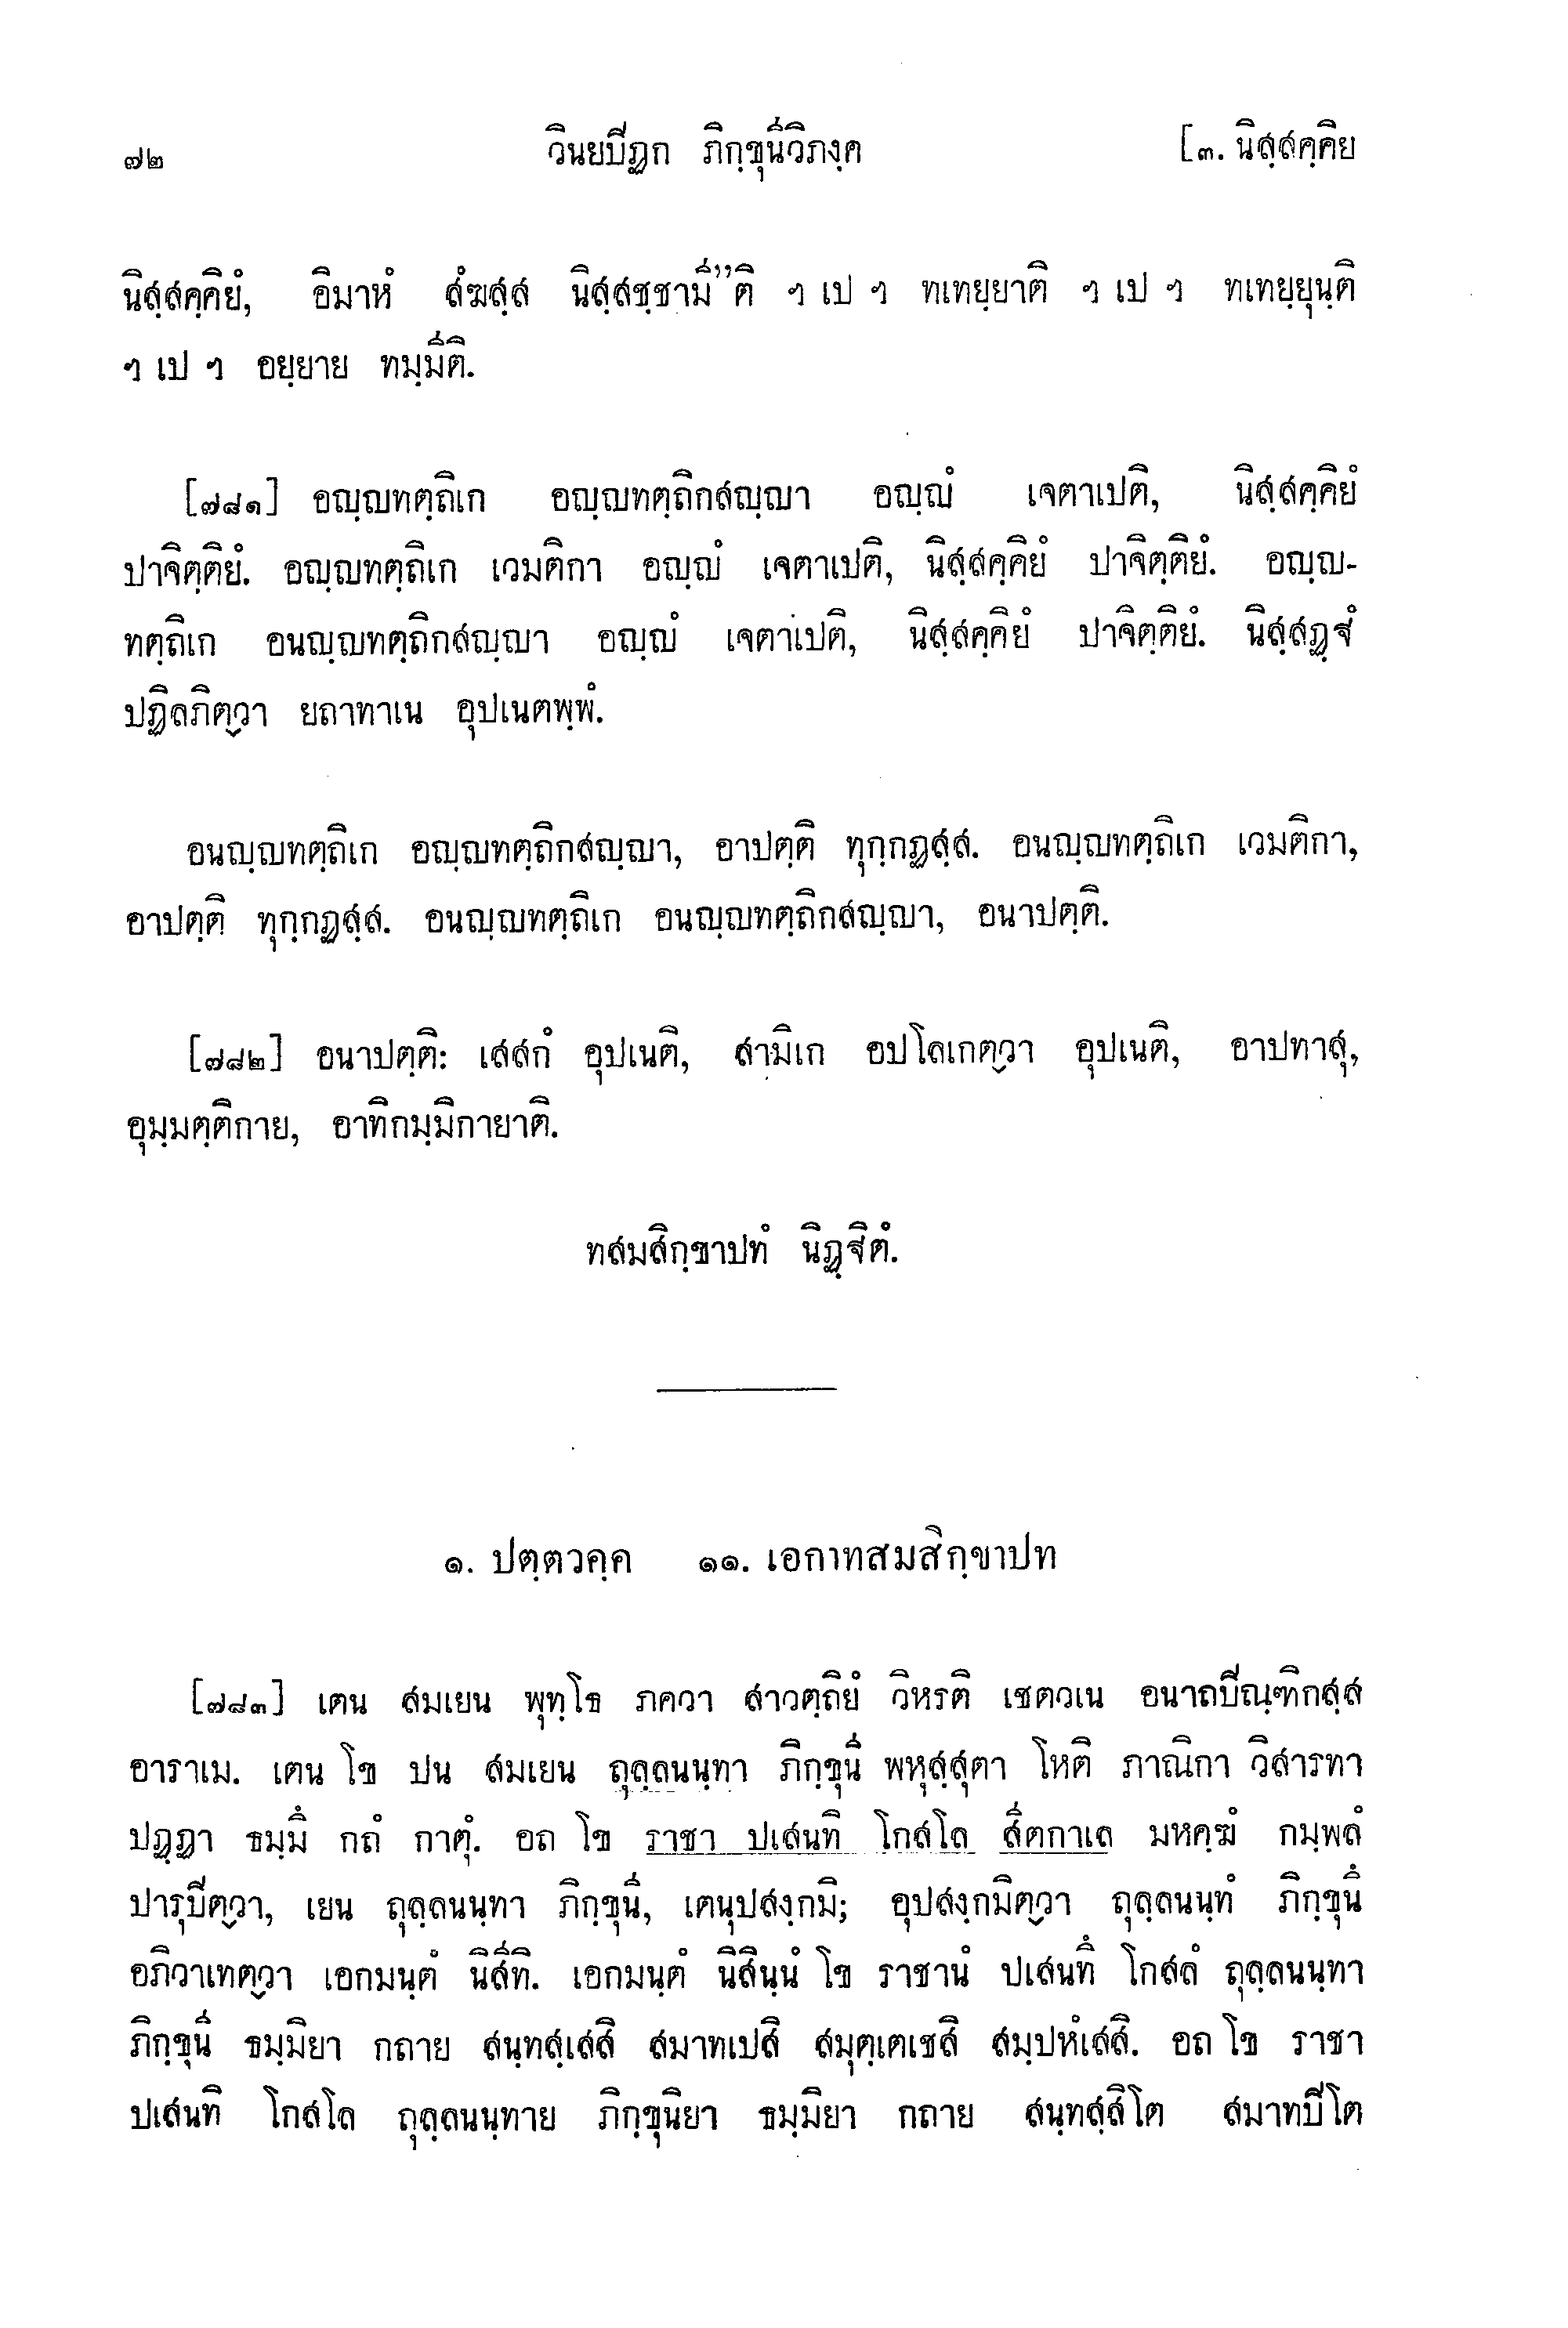 ๗๒ วินยปิฏก ภิกฺขุนีวิภงฺค [๓. นิสฺสคฺคิย
นิสฺสคฺคิยํ, อิมาหํ สํฆสฺส นิสฺสชฺชามี”ติ ฯ เป ฯ ทเทยฺยาติ ฯ เป ฯ ทเทยฺยุนฺติ
ฯ เป ฯ อยฺยาย ทมฺมีติ.
[๗๘๑] อญฺญทตฺถิเก อญฺญทตฺถิกสญฺญา อญฺญํ เจตาเปติ, นิสฺสคฺคิยํ
ปาจิตฺติยํ. อญฺญทตฺถิเก เวมติกา อญฺญํ เจตาเปติ, นิสฺสคฺคิยํ ปาจิตฺติยํ. อญฺญ-
ทตฺถิเก อนญฺญทตฺถิกสญฺญา อญฺญํ เจตาเปติ, นิสฺสคฺคิยํ ปาจิตฺติยํ. นิสฺสฏฺฐํ
ปฏิลภิตฺวา ยถาทาเน อุปเนตพฺพํ.
อนญฺญทตฺถิเก อญฺญทตฺถิกสญฺญา, อาปตฺติ ทุกฺกฏสฺส. อนญฺญทตฺถิเก เวมติกา,
อาปตฺติ ทุกฺกฏสฺส. อนญฺญทตฺถิเก อนญฺญทตฺถิกสญฺญา, อนาปตฺติ.
[๗๘๒] อนาปตฺติ: เสสกํ อุปเนติ, สามิเก อปโลเกตฺวา อุปเนติ, อาปทาสุ,
อุมฺมตฺติกาย, อาทิกมฺมิกายาติ.
ทสมสิกฺขาปทํ นิฏฺฐิตํ.
๑. ปตฺตวคฺค ๑๑. เอกาทสมสิกฺขาปท
[๗๘๓] เตน สมเยน พุทฺโธ ภควา สาวตฺถิยํ วิหรติ เชตวเน อนาถปิณฺฑิกสฺส
อาราเม. เตน โข ปน สมเยน ถุลฺลนนฺทา ภิกฺขุนี พหุสฺสุตา โหติ ภาณิกา วิสารทา
ปฏฺฏา ธมฺมึ กถํ กาตุํ. อถ โข ราชา ปเสนทิ โกสโล สีตกาเล มหคฺฆํ กมฺพลํ
ปารุปิตฺวา, เยน ถุลฺลนนฺทา ภิกฺขุนี, เตนุปสงฺกมิ; อุปสงฺกมิตฺวา ถุลฺลนนฺทํ ภิกฺขุนึ
อภิวาเทตฺวา เอกมนฺตํ นิสีทิ. เอกมนฺตํ นิสินฺนํ โข ราชานํ ปเสนทึ โกสลํ ถุลฺลนนฺทา
ภิกฺขุนี ธมฺมิยา กถาย สนฺทสฺเสสิ สมาทเปสิ สมุตฺเตเชสิ สมฺปหํเสสิ. อถ โข ราชา
ปเสนทิ โกสโล ถุลฺลนนฺทาย ภิกฺขุนิยา ธมฺมิยา กถาย สนฺทสฺสิโต สมาทปิโต